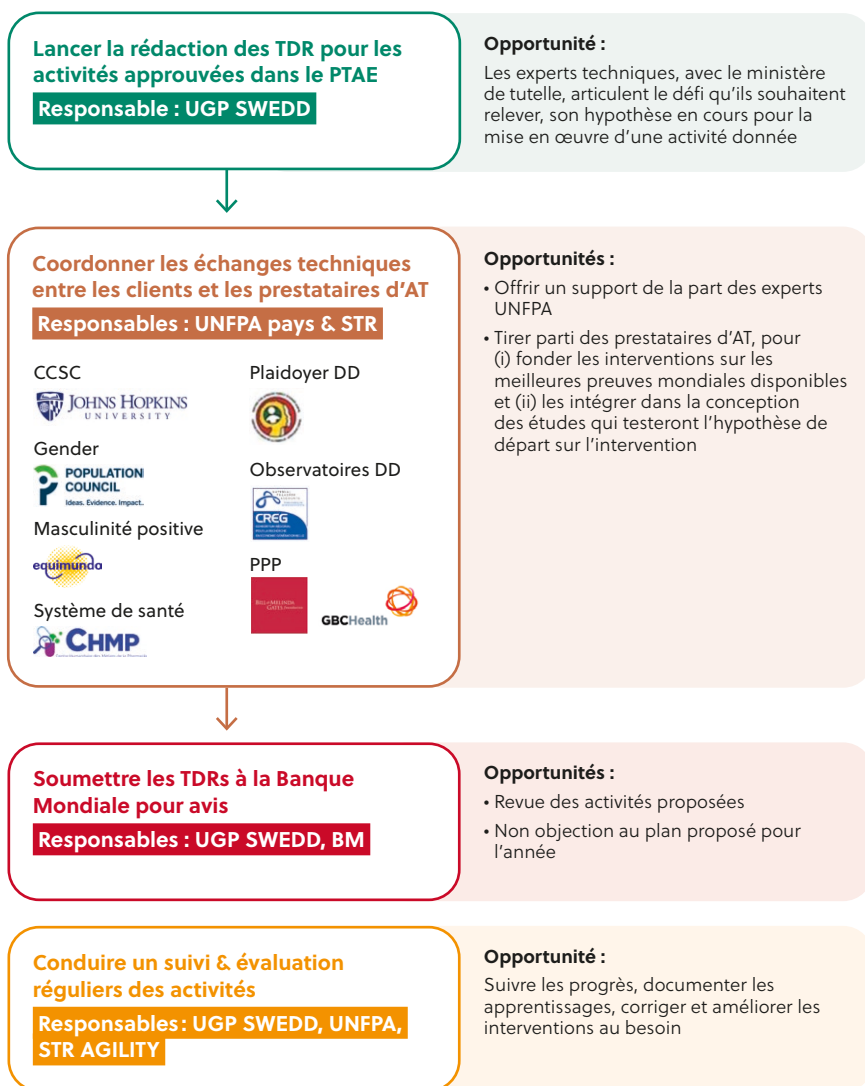 Lancer la rédaction des TDR pour les
activités approuvées dans le PTAE
Responsable : UGP SWEDD
Opportunité :
Les experts techniques, avec le ministère
de tutelle, articulent le défi qu'ils souhaitent
relever, son hypothèse en cours pour la
mise en œuvre d'une activité donnée
Coordonner les échanges techniques
entre les clients et les prestataires d'AT
Responsables : UNFPA pays & STR
CCSC
JOHNS HOPKINS
UNIVERSITY
Gender
POPULATION
COUNCIL
Ideas. Evidence. Impact.
Masculinité positive
equimundo
Système de santé
CHMP
Plaidoyer DD
Observatoires DD
CREG
PPP
BILL & MELINDA
GATES foundation
GBCHealth
Opportunités :
• Offrir un support de la part des experts
UNFPA
• Tirer parti des prestataires d'AT, pour
(i) fonder les interventions sur les
meilleures preuves mondiales disponibles
et (ii) les intégrer dans la conception
des études qui testeront l'hypothèse de
départ sur l'intervention
Soumettre les TDRs à la Banque
Mondiale pour avis
Responsables : UGP SWEDD, BM
Opportunités :
• Revue des activités proposées
• Non objection au plan proposé pour
l'année
Conduire un suivi & évaluation
réguliers des activités
Responsables : UGP SWEDD, UNFPA,
STR AGILITY
Opportunité :
Suivre les progrès, documenter les
apprentissages, corriger et améliorer les
interventions au besoin